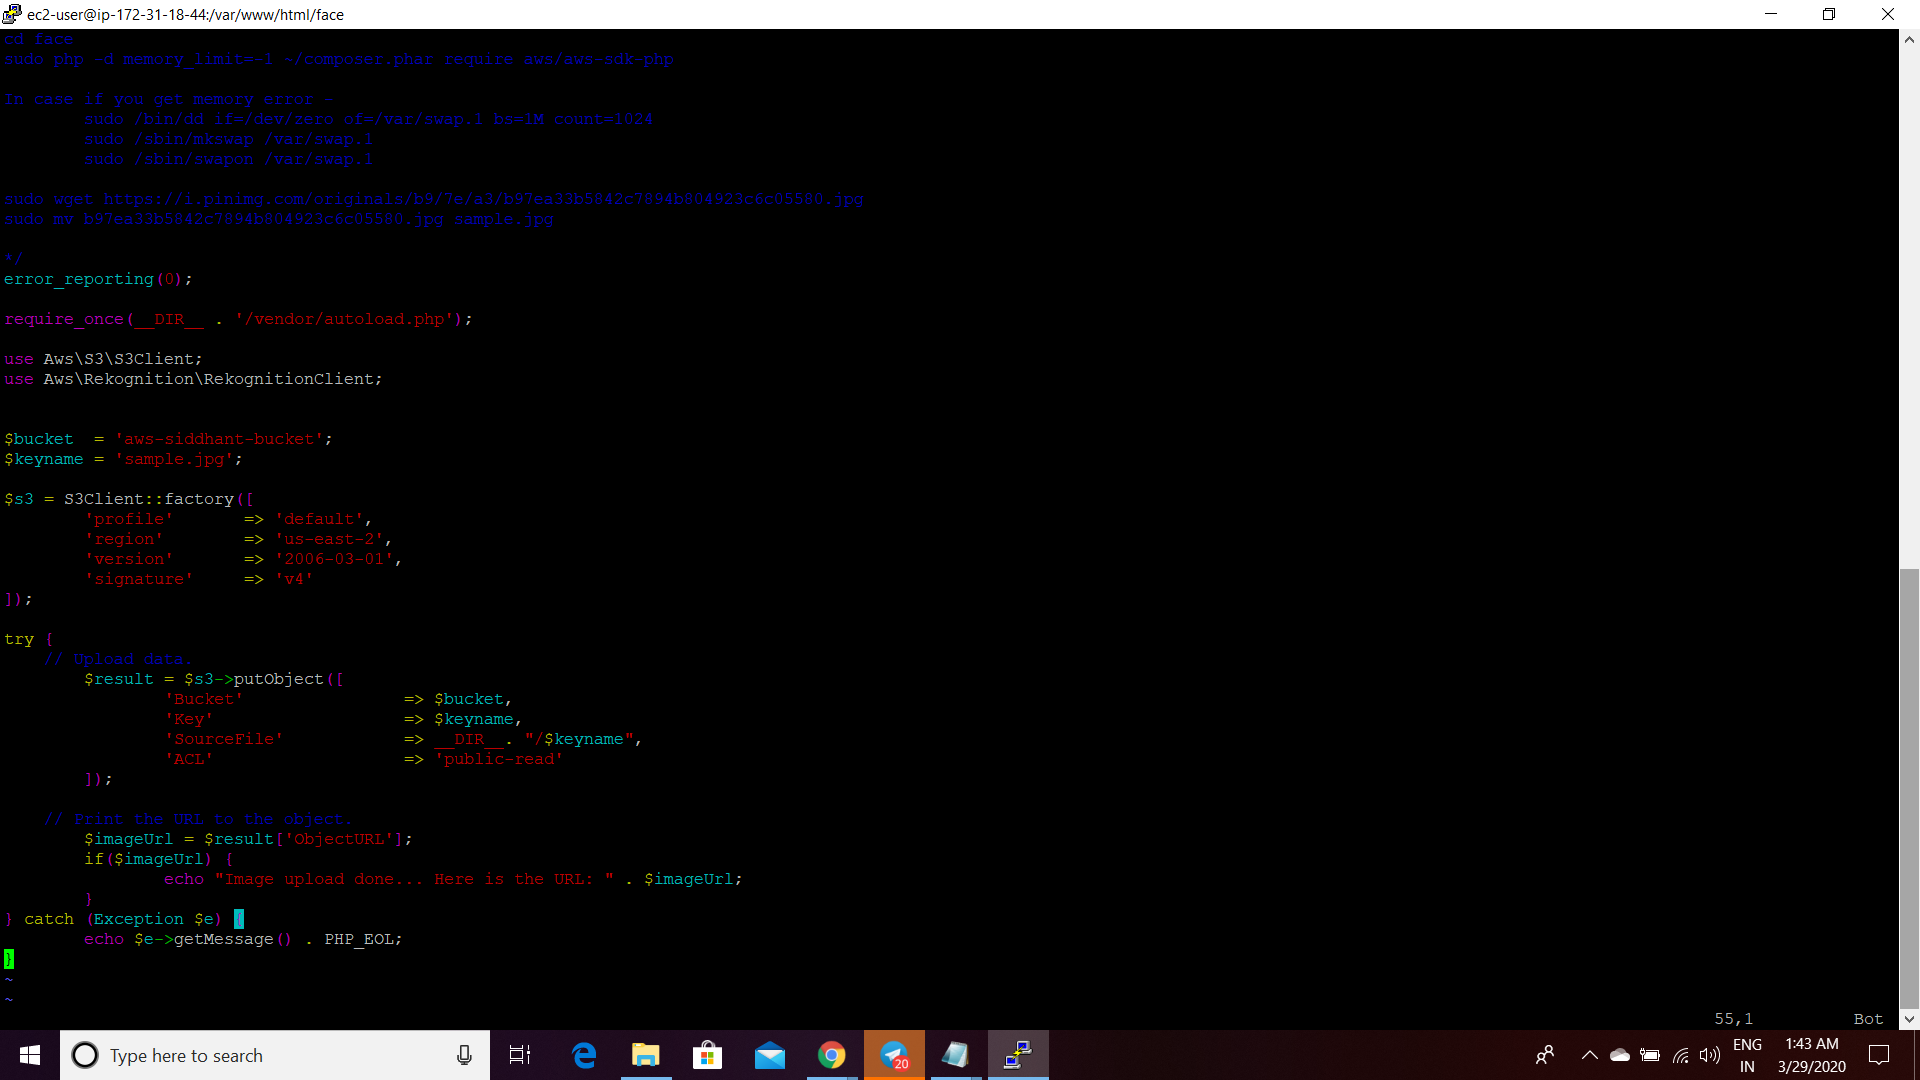 ec2-user@ip-172-31-18-44:/var/www/html/face
cd face
sudo php -d memory_limit=-1 ~/composer.phar require aws/aws-sdk-php
In case if you get memory error -
sudo /bin/dd if=/dev/zero of=/var/swap.1 bs=1M count=1024
sudo /sbin/mkswap /var/swap.1
sudo /sbin/swapon /var/swap.1
sudo wget https://i.pinimg.com/originals/b9/7e/a3/b97ea33b5842c7894b804923c6c05580.jpg
sudo mv b97ea33b5842c7894b804923c6c05580.jpg sample.jpg
*/
error_reporting(0);
require_once(__DIR__ . '/vendor/autoload.php');
use Aws\S3\S3Client;
use Aws\Rekognition\RekognitionClient;
$bucket  = 'aws-siddhant-bucket';
$keyname = 'sample.jpg';
$s3 = S3Client::factory([
'profile'       => 'default',
'region'        => 'us-east-2',
'version'       => '2006-03-01',
'signature'     => 'v4'
]);
try {
// Upload data.
$result = $s3->putObject([
'Bucket'                => $bucket,
'Key'                   => $keyname,
'SourceFile'            => __DIR__. "/$keyname",
'ACL'                   => 'public-read'
]);
// Print the URL to the object.
$imageUrl = $result['ObjectURL'];
if($imageUrl) {
echo "Image upload done... Here is the URL: " . $imageUrl;
}
} catch (Exception $e) {
echo $e->getMessage() . PHP_EOL;
}
~
~
55,1 Bot
Type here to search
20
ENG
IN
1:43 AM
3/29/2020